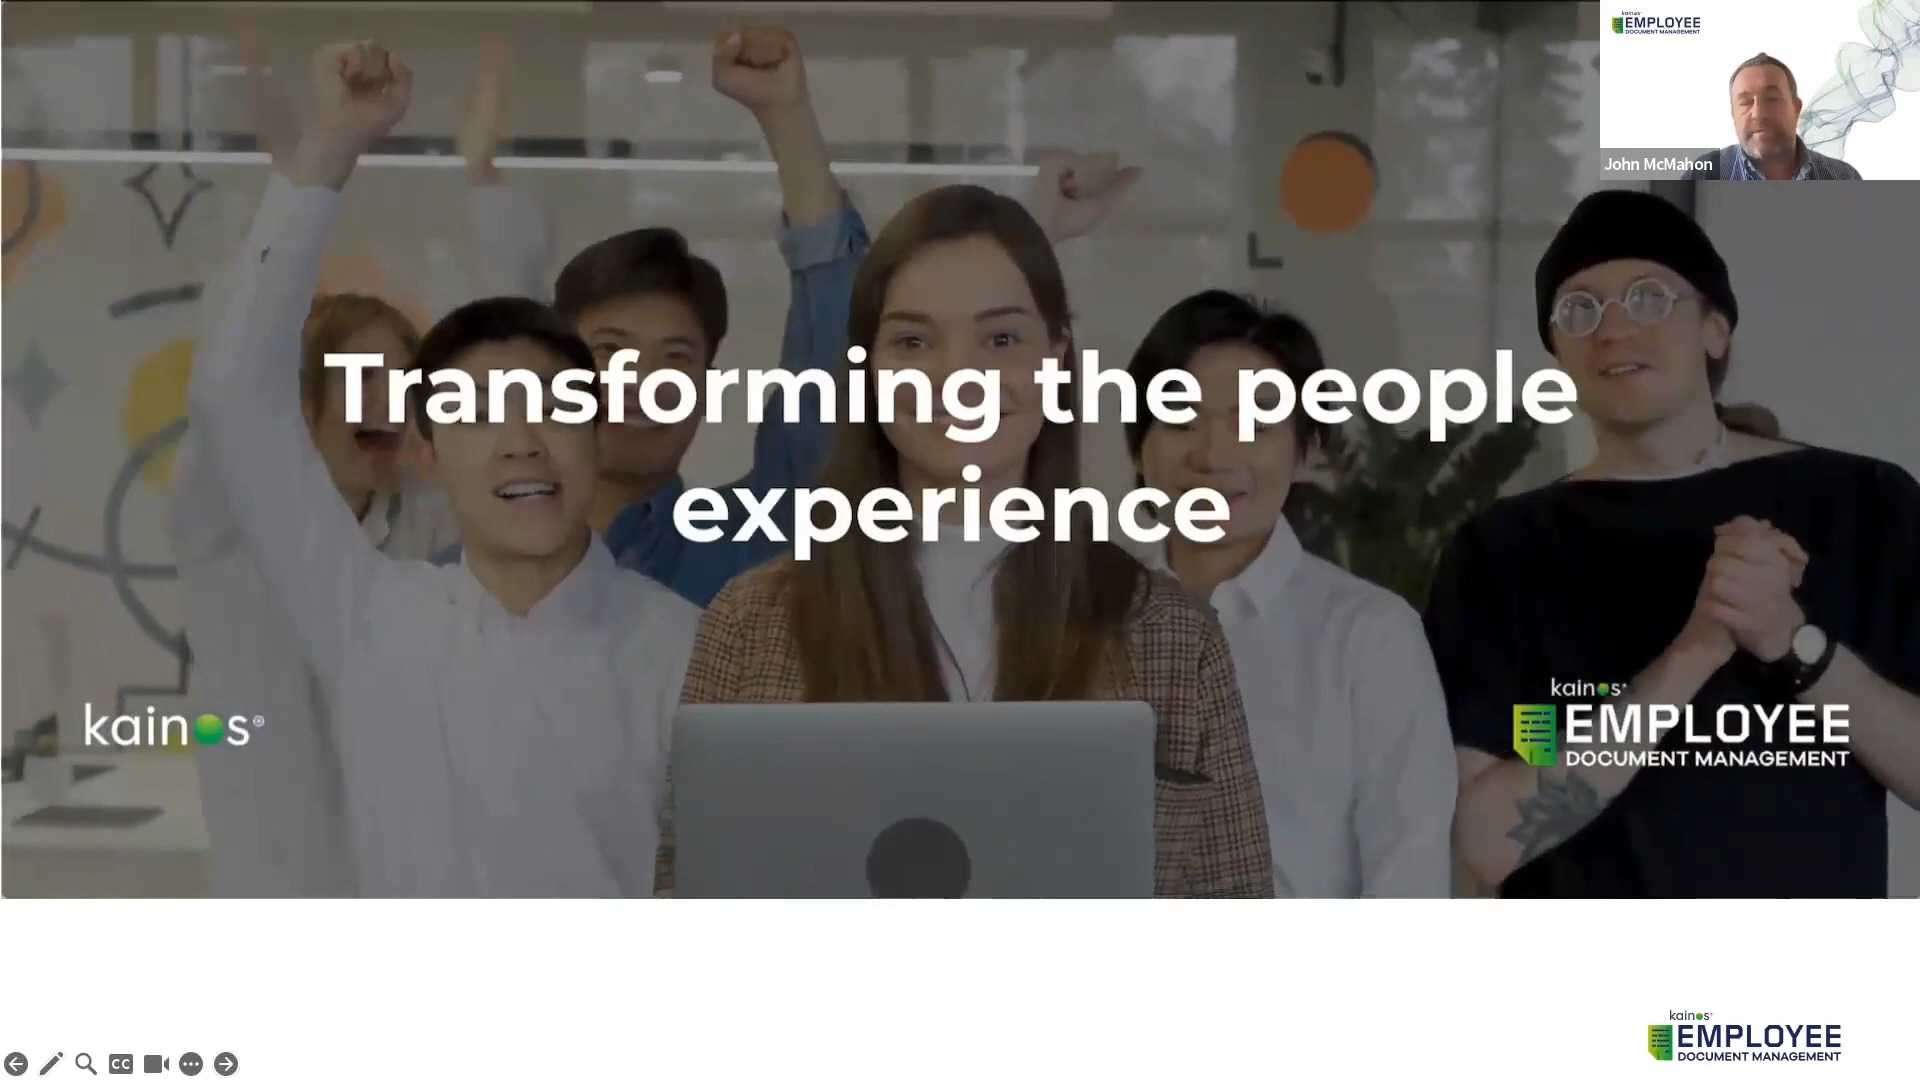 kainos
EMPLOYEE
DOCUMENT MANAGEMENT
John McMahon
Transforming the people
experience
kainos®
kainos
EMPLOYEE
DOCUMENT MANAGEMENT
kainos
EMPLOYEE
DOCUMENT MANAGEMENT
CC